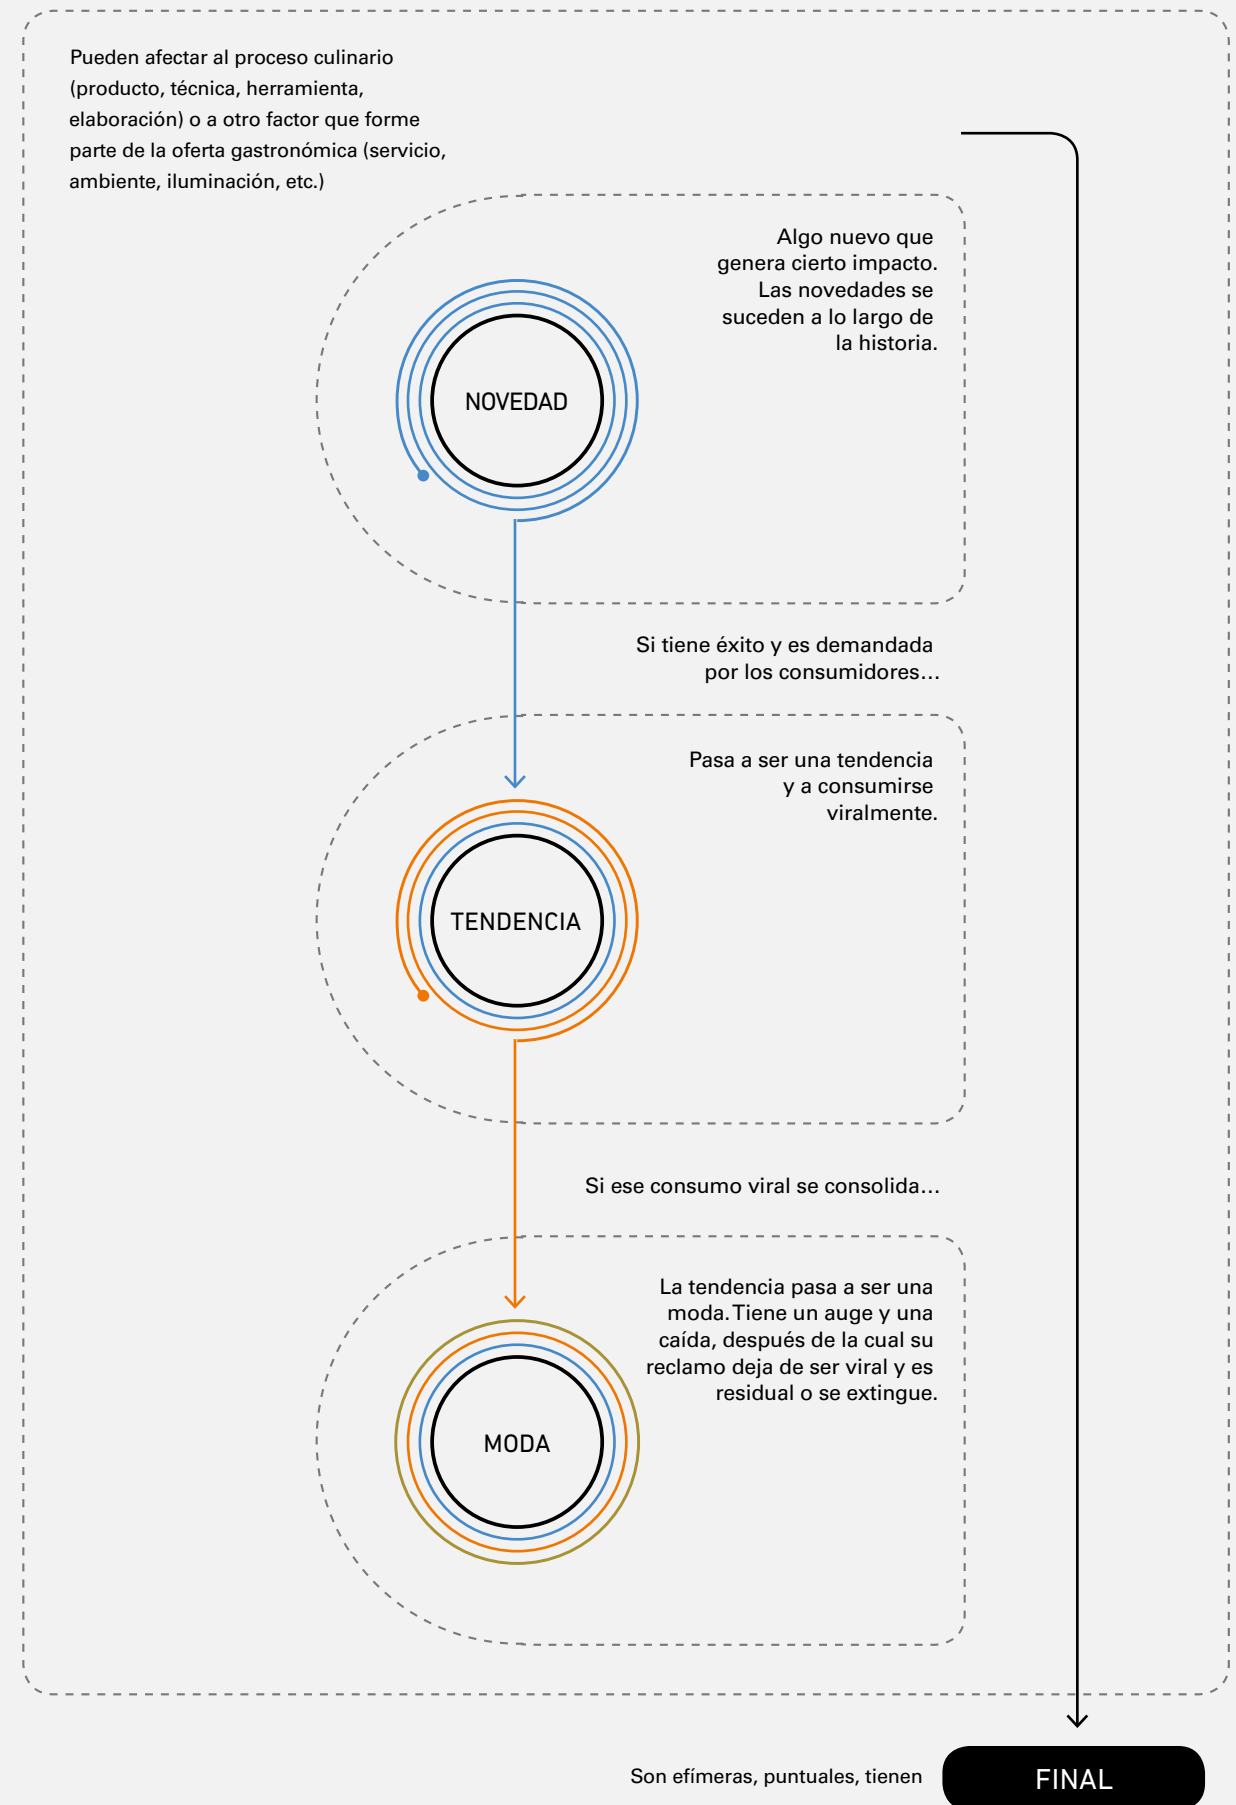 Pueden afectar al proceso culinario
(producto, técnica, herramienta,
elaboración) o a otro factor que forme
parte de la oferta gastronómica (servicio,
ambiente, iluminación, etc.)
Algo nuevo que
genera cierto impacto.
Las novedades se
suceden a lo largo de
la historia.
NOVEDAD
Si tiene éxito y es demandada
por los consumidores…
Pasa a ser una tendencia
y a consumirse
viralmente.
TENDENCIA
Si ese consumo viral se consolida…
La tendencia pasa a ser una
moda. Tiene un auge y una
caída, después de la cual su
reclamo deja de ser viral y es
residual o se extingue.
MODA
Son efímeras, puntuales, tienen
FINAL